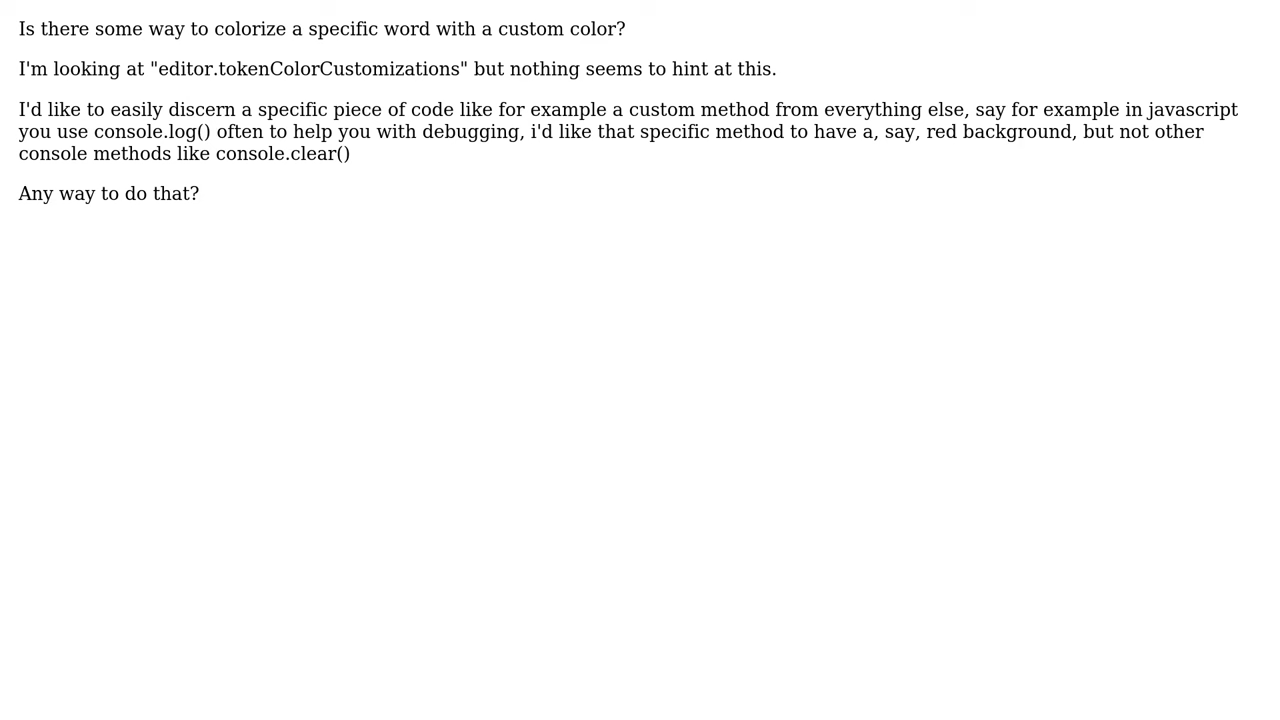 Is there some way to colorize a specific word with a custom color?
I'm looking at "editor.tokenColorCustomizations" but nothing seems to hint at this.
I'd like to easily discern a specific piece of code like for example a custom method from everything else, say for example in javascript
you use console.log() often to help you with debugging, i'd like that specific method to have a, say, red background, but not other
console methods like console.clear()
Any way to do that?